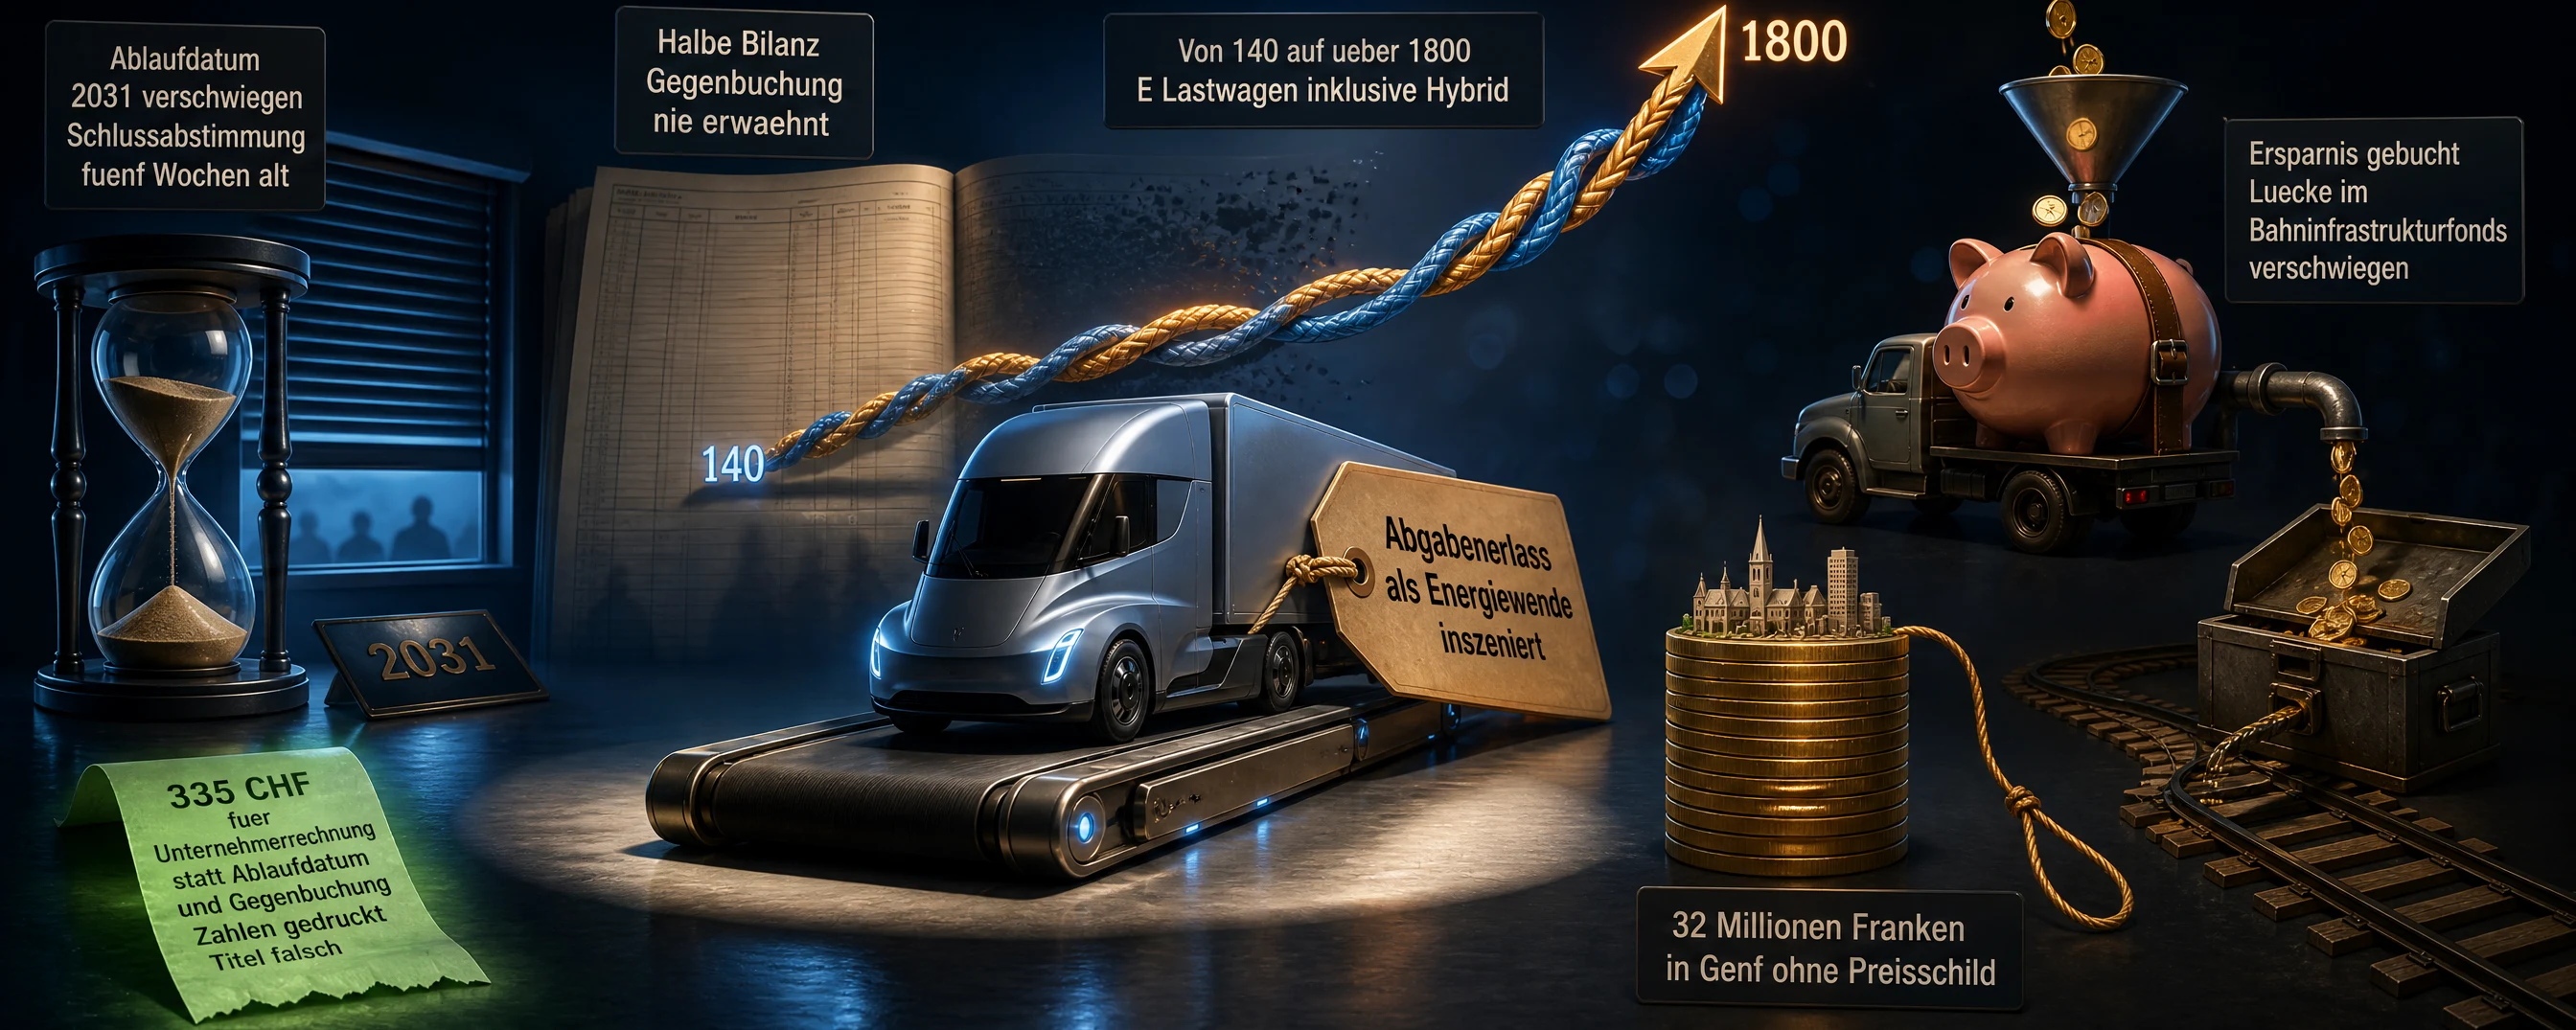 Ablaufdatum
2031 verschwiegen
Schlussabstimmung
fuenf Wochen alt
Halbe Bilanz
Gegenbuchung
nie erwaehnt
Von 140 auf ueber 1800
E Lastwagen inklusive Hybrid
1800
Ersparnis gebucht
Luecke im
Bahninfrastrukturfonds
verschwiegen
140
Abgabenerlass
als Energiewende
inszeniert
2031
335 CHF
fuer
Unternehmerrechnung
statt Ablaufdatum
und Gegenbuchung
Zahlen gedruckt
Titel falsch
32 Millionen Franken
in Genf ohne Preisschild